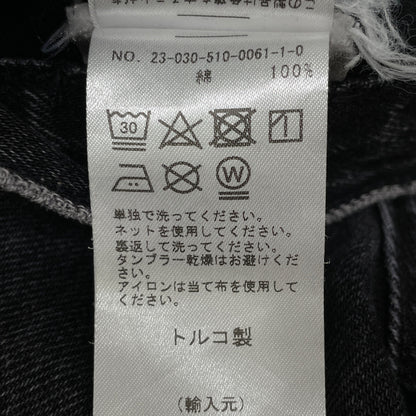 NO. 23-030-510-0061-1-0
綿 100%
30
W
単独で洗ってください。
ネットを使用してください。
裏返して洗ってください。
タンブラー乾燥はお避けください。
アイロンは当て布を使用してください。
トルコ製
(輸入元)